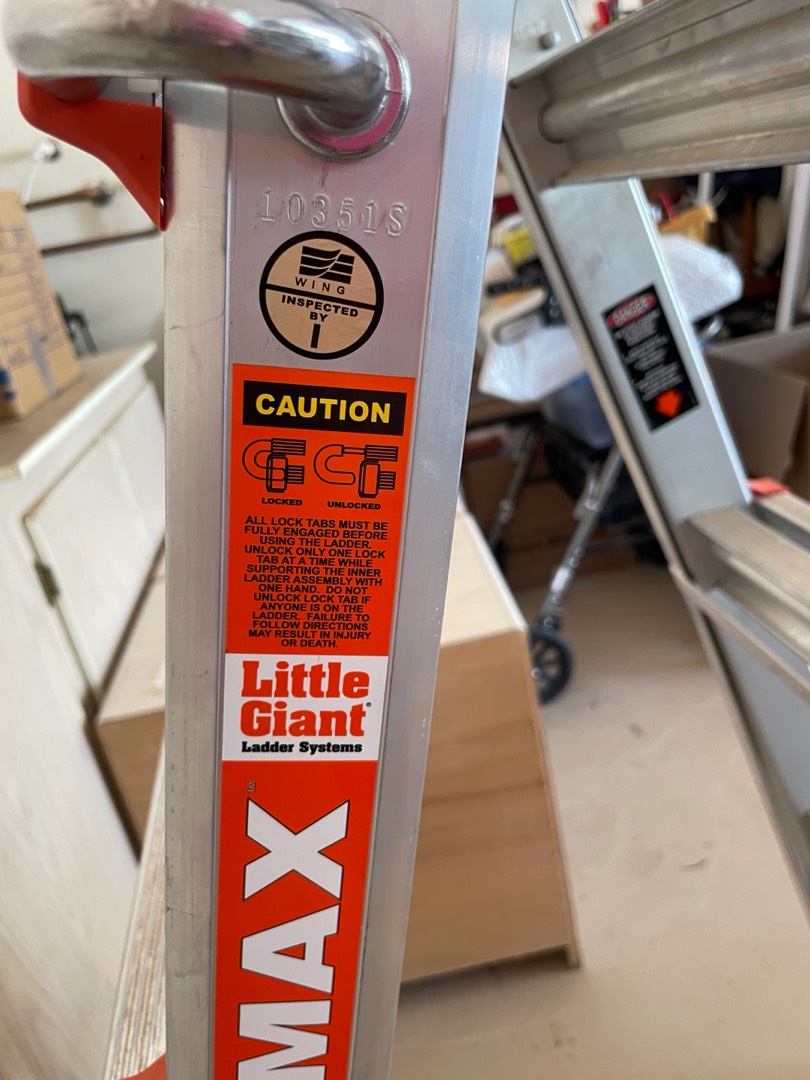 10351S
WING
INSPECTED
BY
I
CAUTION
LOCKED
UNLOCKED
ALL LOCK TABS MUST BE
FULLY ENGAGED BEFORE
USING THE LADDER.
UNLOCK ONLY ONE LOCK
TAB AT A TIME WHILE
SUPPORTING THE INNER
LADDER ASSEMBLY WITH
ONE HAND. DO NOT
UNLOCK LOCK TAB IF
ANYONE IS ON THE
LADDER. FAILURE TO
FOLLOW DIRECTIONS
MAY RESULT IN INJURY
OR DEATH.
Little
Giant®
Ladder Systems
3
MAX
DANGER